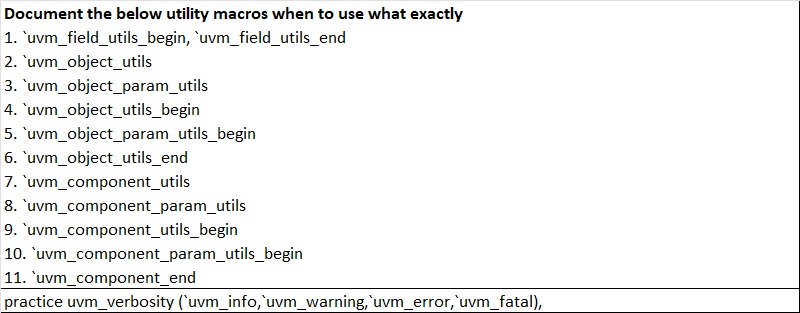 Document the below utility macros when to use what exactly
1. `uvm_field_utils_begin, `uvm_field_utils_end
2. `uvm_object_utils
3. `uvm_object_param_utils
4. `uvm_object_utils_begin
5. `uvm_object_param_utils_begin
6. `uvm_object_utils_end
7. `uvm_component_utils
8. `uvm_component_param_utils
9. `uvm_component_utils_begin
10. `uvm_component_param_utils_begin
11. `uvm_component_end
practice uvm_verbosity (`uvm_info,`uvm_warning,`uvm_error,`uvm_fatal),